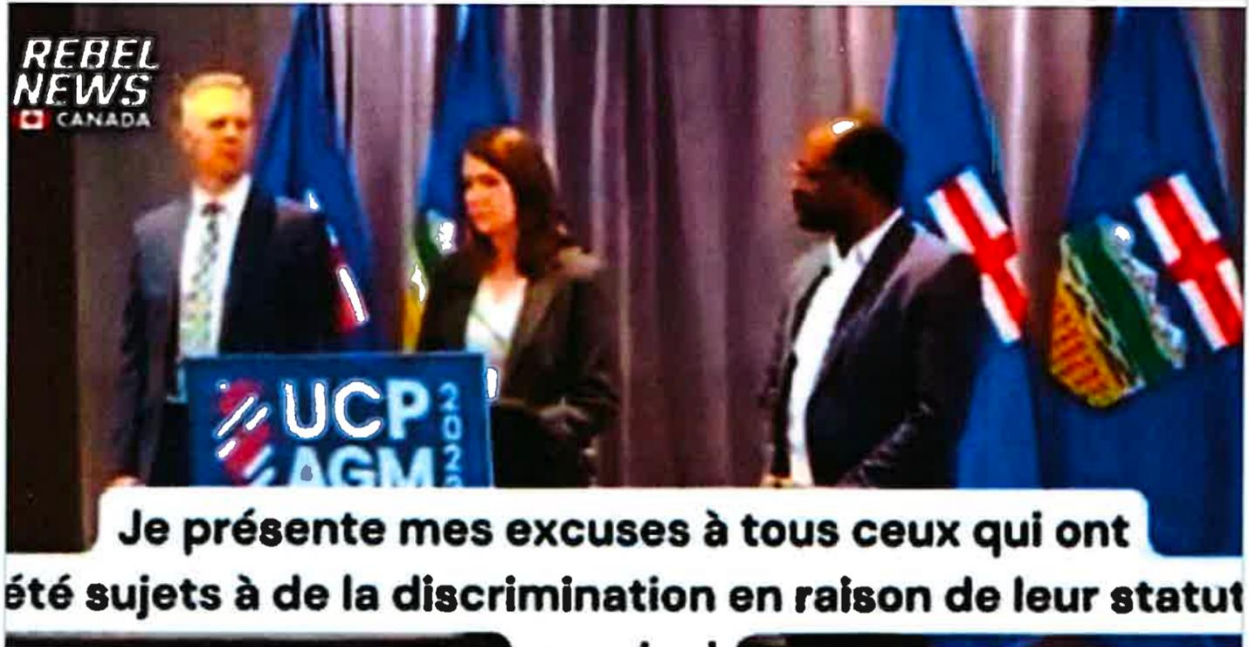 REBEL
NEWS
CANADA
UCP
AGM
202
Je présente mes excuses à tous ceux qui ont
été sujets à de la discrimination en raison de leur statut